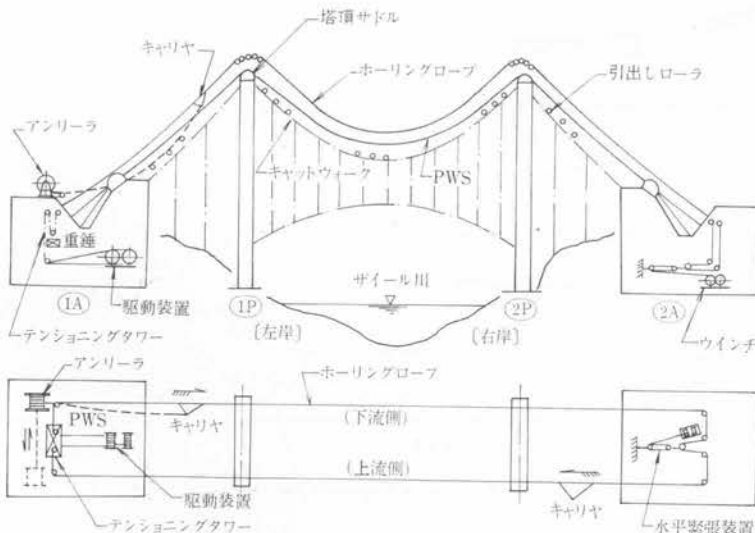 塔頂サドル
キャリヤ
ホーリングロープ
引出しローラ
アンリーラ
キャットウォーク
PWS
重錘
ザイール川
1A
駆動装置
1P
2P
2A
〔左岸〕
〔右岸〕
ウインチ
テンショニングタワー
アンリーラ
ホーリングロープ
PWS
キャリヤ
(下流側)
(上流側)
駆動装置
キャリヤ
テンショニングタワー
水平緊張装置